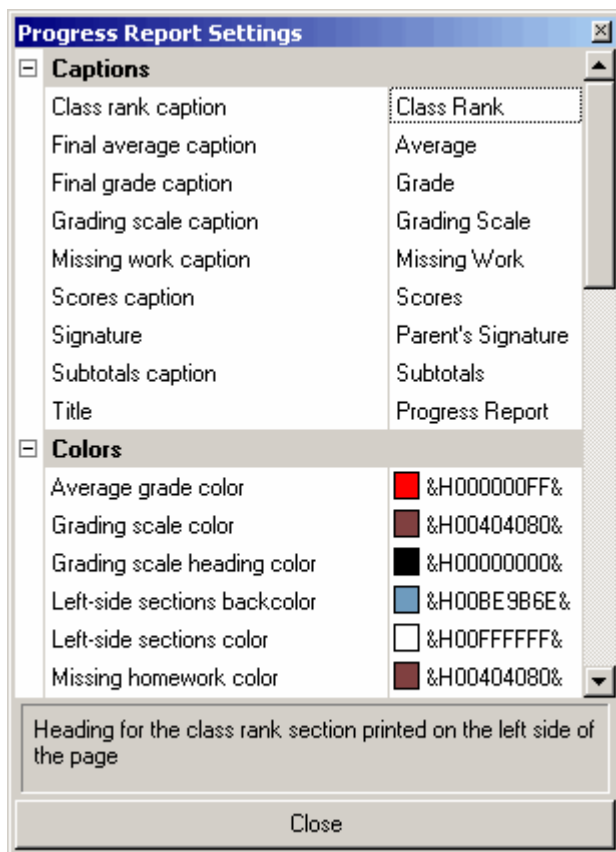 Progress Report Settings
Captions
Class rank caption Class Rank
Final average caption Average
Final grade caption Grade
Grading scale caption Grading Scale
Missing work caption Missing Work
Scores caption Scores
Signature Parent's Signature
Subtotals caption Subtotals
Title Progress Report
Colors
Average grade color &H000000FF&
Grading scale color &H00404080&
Grading scale heading color &H00000000&
Left-side sections backcolor &H00BE9B6E&
Left-side sections color &H00FFFFFF&
Missing homework color &H00404080&
Heading for the class rank section printed on the left side of
the page
Close